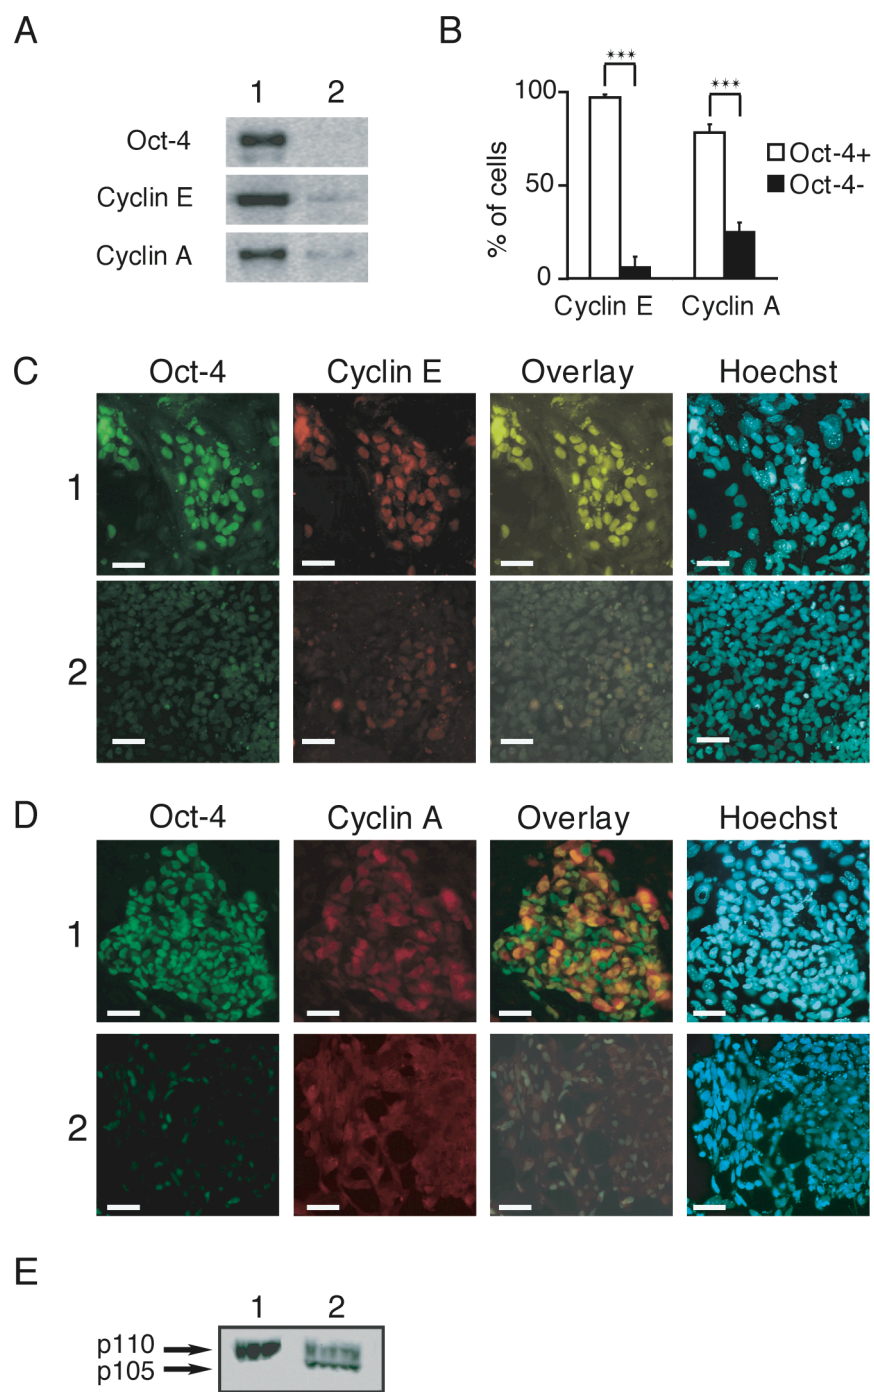 A
1 2
Oct-4
Cyclin E
Cyclin A
B
*** ***
100
50
0
% of cells
Cyclin E Cyclin A
Oct-4+
Oct-4-
C
Oct-4 Cyclin E Overlay Hoechst
1
2
D
Oct-4 Cyclin A Overlay Hoechst
1
2
E
1 2
p110
p105